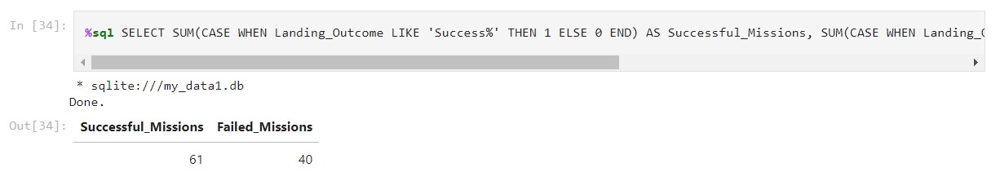 In [34]:
%sql SELECT SUM(CASE WHEN Landing_Outcome LIKE 'Success%' THEN 1 ELSE 0 END) AS Successful_Missions, SUM(CASE WHEN Landing_
* sqlite:///my_data1.db
Done.
Out[34]:
Successful_Missions Failed_Missions
61 40